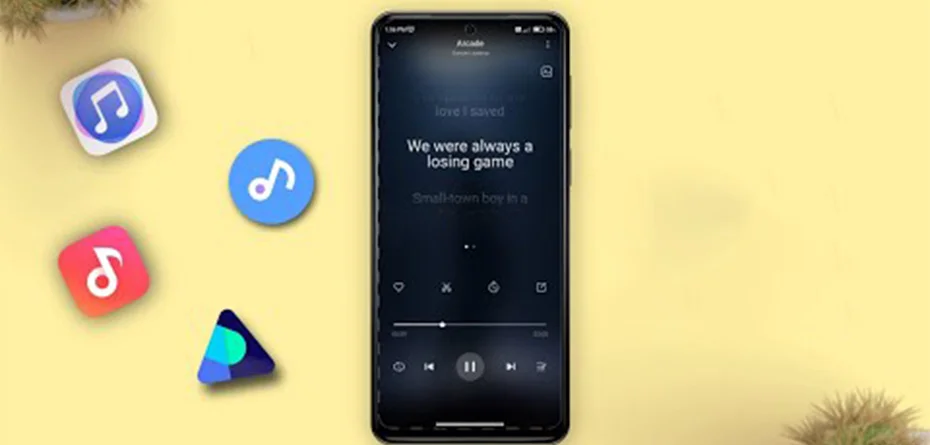 Arcade
love I saved
We were always a
losing game
Small-town boy in a